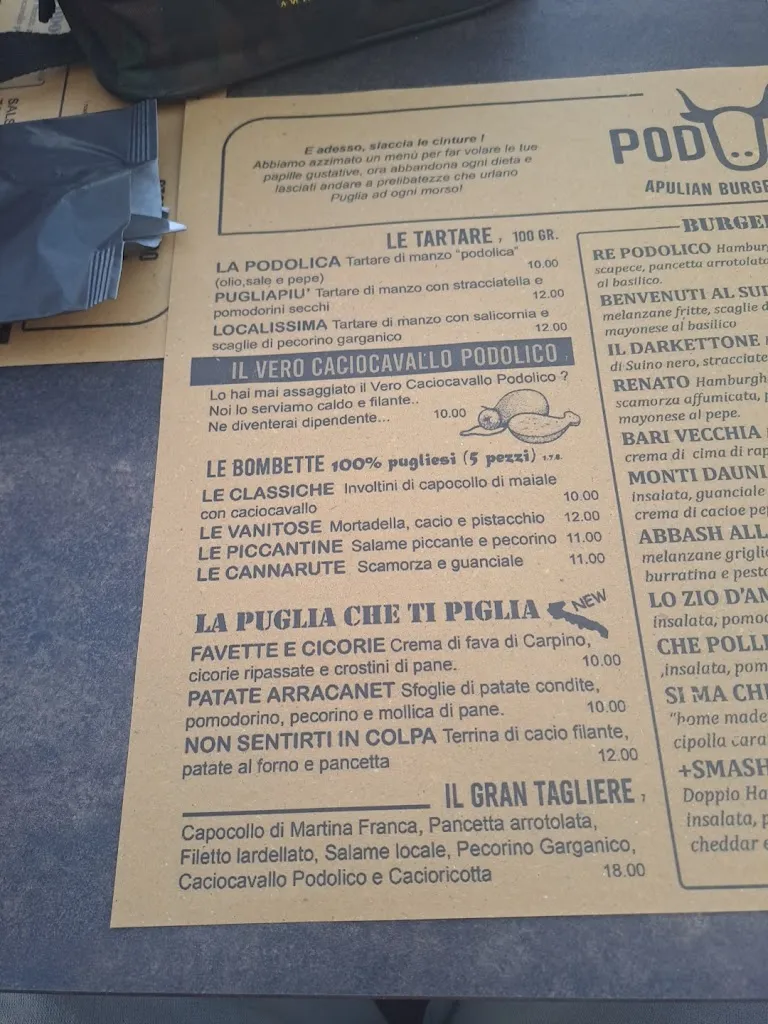 E adesso, slaccia le cinture !
Abbiamo azzimato un menù per far volare le tue
papille gustative, ora abbandona ogni dieta e
lasciati andare a prelibatezze che urlano
Puglia ad ogni morso!
POD
APULIAN BURGE
LE TARTARE , 100 GR.
LA PODOLICA Tartare di manzo "podolica"
(olio,sale e pepe) 10.00
PUGLIAPIU' Tartare di manzo con stracciatella e
pomodorini secchi 12.00
LOCALISSIMA Tartare di manzo con salicornia e
scaglie di pecorino garganico 12.00
IL VERO CACIOCAVALLO PODOLICO
Lo hai mai assaggiato il Vero Caciocavallo Podolico ?
Noi lo serviamo caldo e filante..
Ne diventerai dipendente... 10.00
LE BOMBETTE 100% pugliesi (5 pezzi)
LE CLASSICHE Involtini di capocollo di maiale
con caciocavallo 10.00
LE VANITOSE Mortadella, cacio e pistacchio 12.00
LE PICCANTINE Salame piccante e pecorino 11.00
LE CANNARUTE Scamorza e guanciale 11.00
LA PUGLIA CHE TI PIGLIA NEW
FAVETTE E CICORIE Crema di fava di Carpino,
cicorie ripassate e crostini di pane. 10.00
PATATE ARRACANET Sfoglie di patate condite,
pomodorino, pecorino e mollica di pane. 10.00
NON SENTIRTI IN COLPA Terrina di cacio filante,
patate al forno e pancetta 12.00
IL GRAN TAGLIERE ,
Capocollo di Martina Franca, Pancetta arrotolata,
Filetto lardellato, Salame locale, Pecorino Garganico,
Caciocavallo Podolico e Cacioricotta 18.00
BURGE
RE PODOLICO Hamburg
scapece, pancetta arrotolata
al basilico.
BENVENUTI AL SUD
melanzane fritte, scaglie d
mayonese al basilico
IL DARKETTONE
di Suino nero, stracciate
RENATO Hamburgh
scamorza affumicata, p
mayonese al pepe.
BARI VECCHIA
crema di cima di rap
MONTI DAUNI
insalata, guanciale
crema di cacio e pe
ABBASH ALL
melanzane griglia
burratina e pesto
LO ZIO D'AM
insalata, pomod
CHE POLL
,insalata, pom
SI MA CHI
"home made
cipolla cara
+SMASH
Doppio Ha
insalata, p
cheddar e